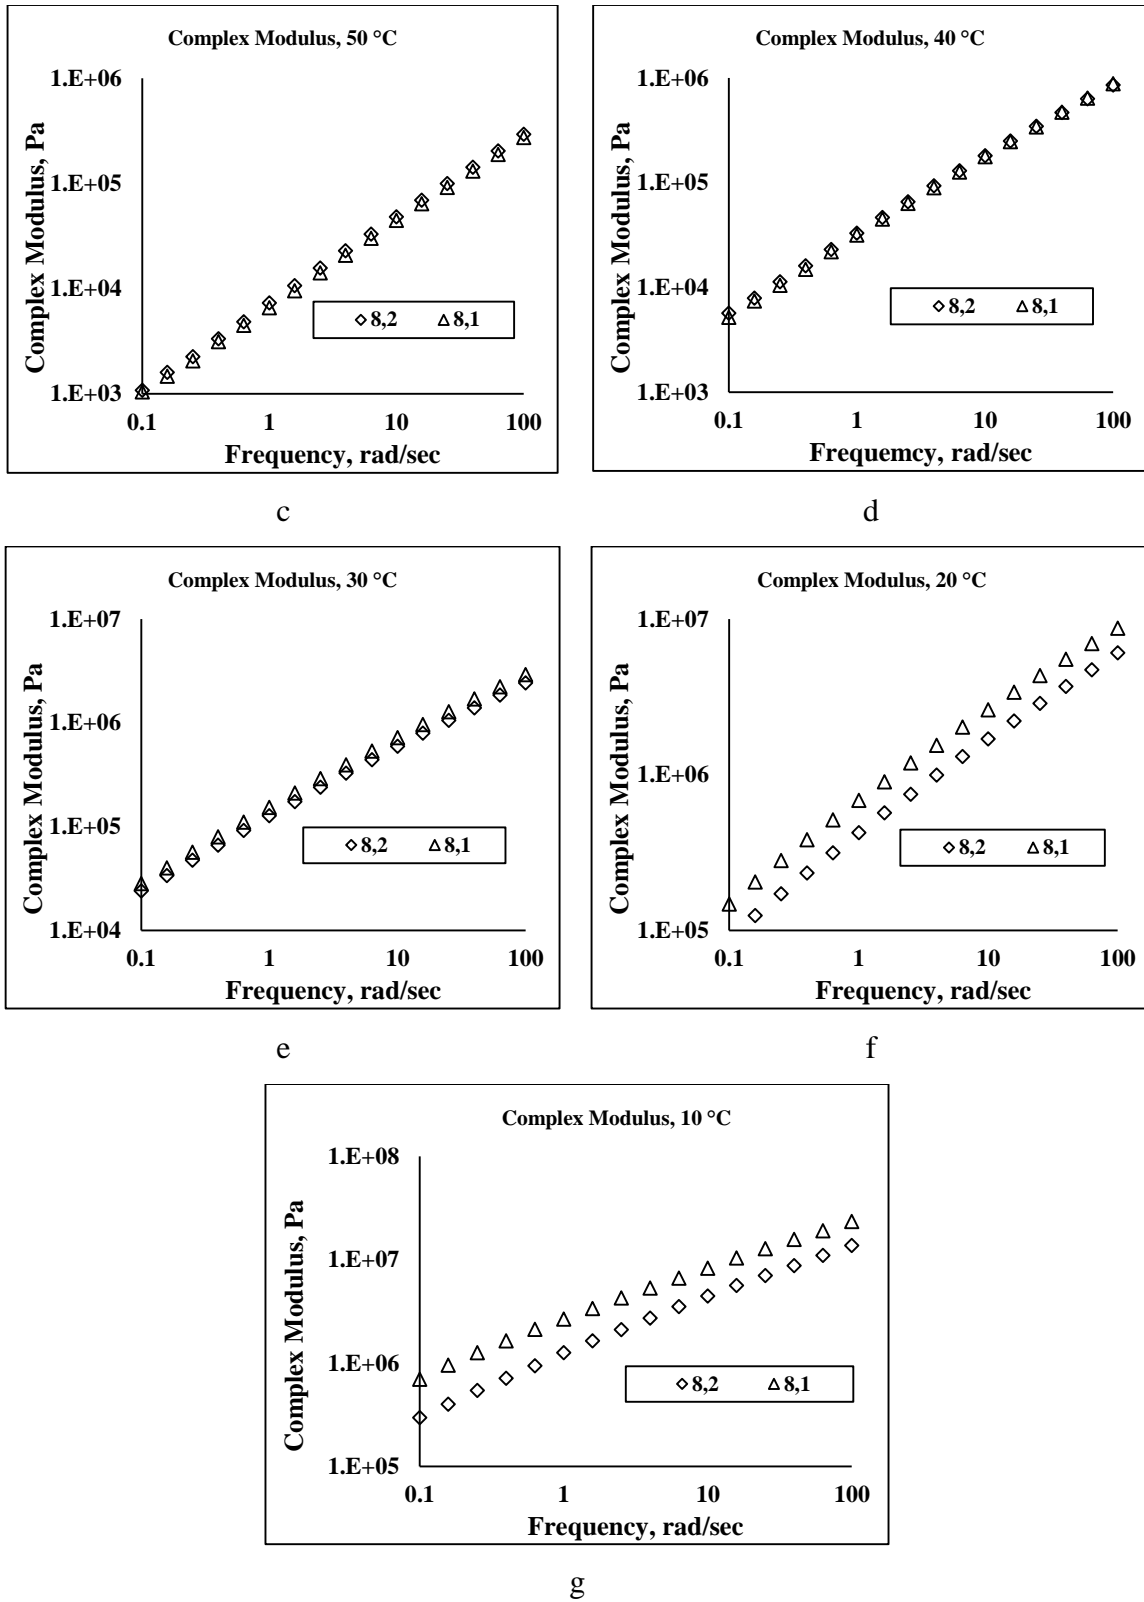 Complex Modulus, 50 °C
1.E+06
1.E+05
1.E+04
1.E+03
Complex Modulus, Pa
◇8,2 △8,1
0.1 1 10 100
Frequency, rad/sec
c
Complex Modulus, 40 °C
1.E+06
1.E+05
1.E+04
1.E+03
Complex Modulus, Pa
◇8,2 △8,1
0.1 1 10 100
Frequemcy, rad/sec
d
Complex Modulus, 30 °C
1.E+07
1.E+06
1.E+05
1.E+04
Complex Modulus, Pa
◇8,2 △8,1
0.1 1 10 100
Frequency, rad/sec
e
Complex Modulus, 20 °C
1.E+07
1.E+06
1.E+05
Complex Modulus, Pa
◇8,2 △8,1
0.1 1 10 100
Frequency, rad/sec
f
Complex Modulus, 10 °C
1.E+08
1.E+07
1.E+06
1.E+05
Complex Modulus, Pa
◇8,2 △8,1
0.1 1 10 100
Frequency, rad/sec
g